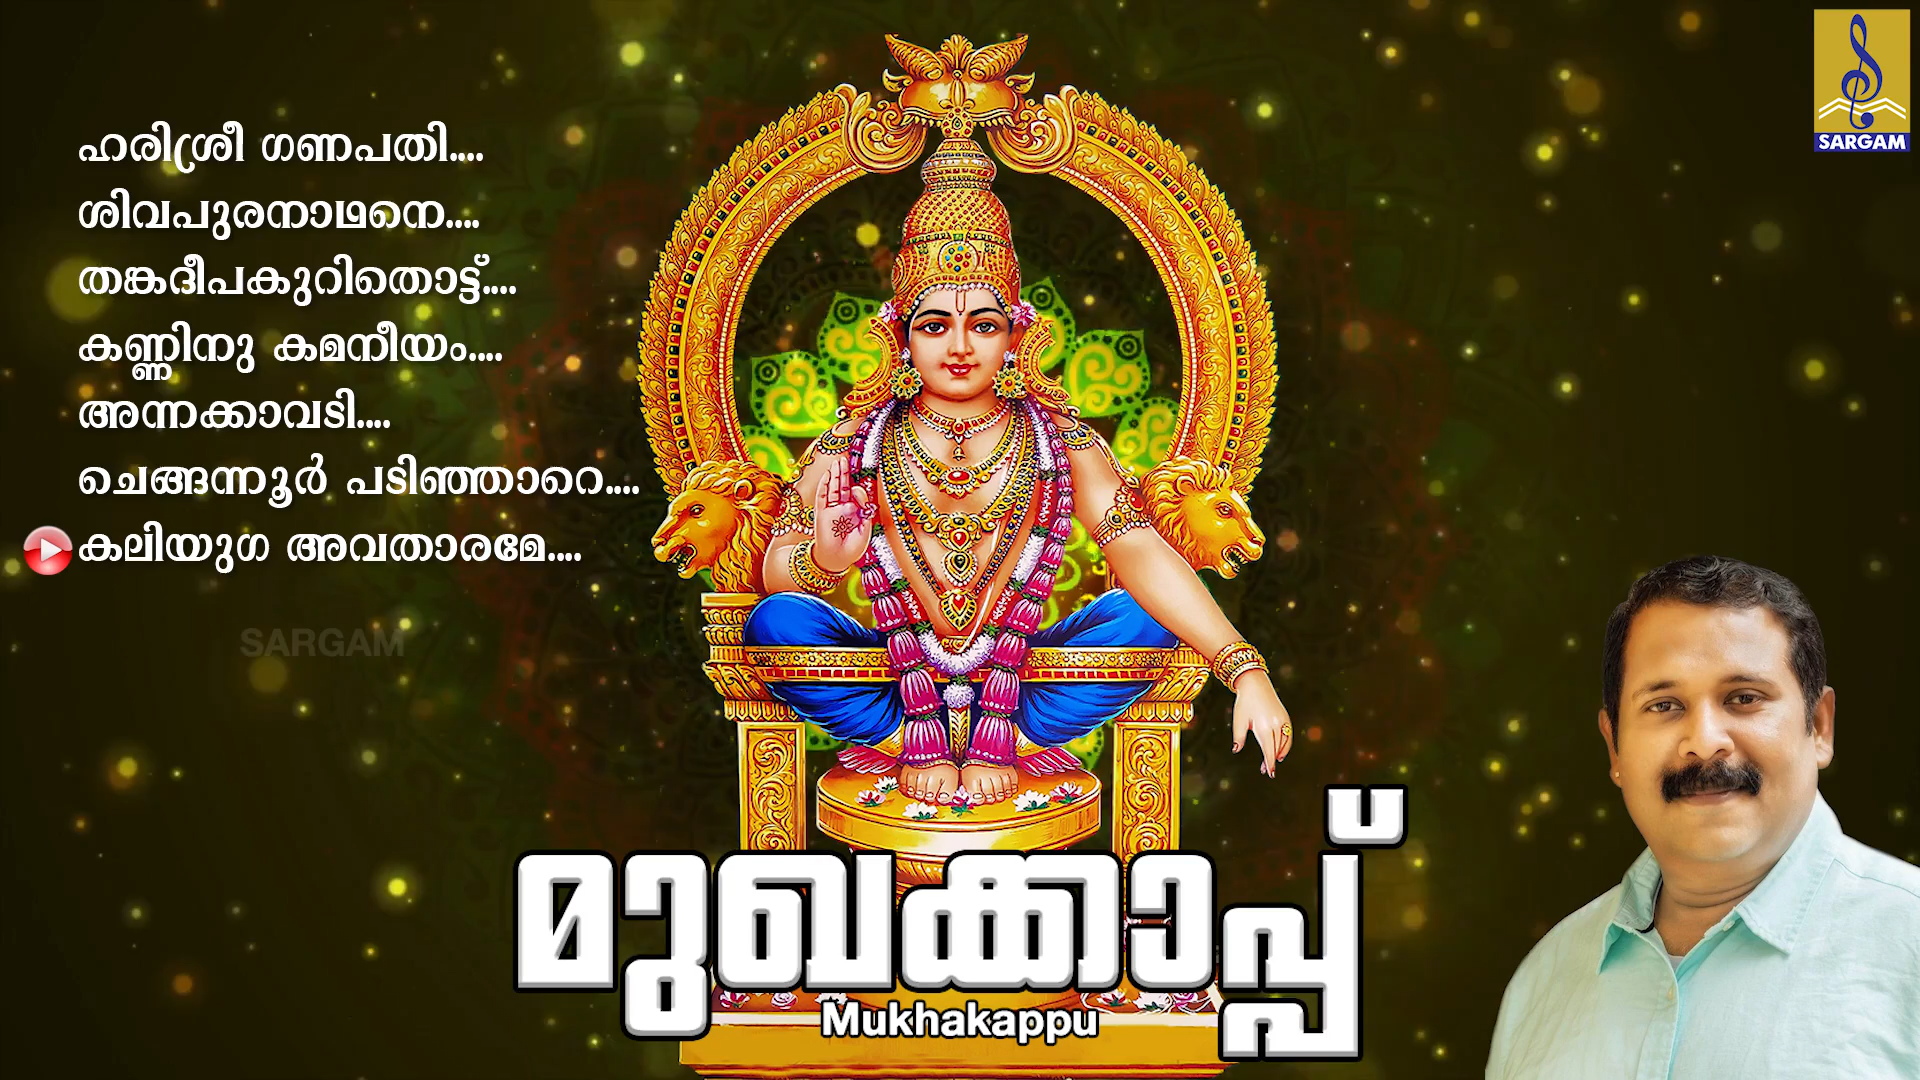 ഹരിശ്രീ ഗണപതി....
ശിവപുരനാഥനെ....
തങ്കദീപകുറിതൊട്ട്....
കണ്ണിനു കമനീയം....
അന്നക്കാവടി....
ചെങ്ങന്നൂർ പടിഞ്ഞാറെ....
കലിയുഗ അവതാരമേ....
SARGAM
SARGAM
മുഖക്കാപ്പ്
Mukhakappu